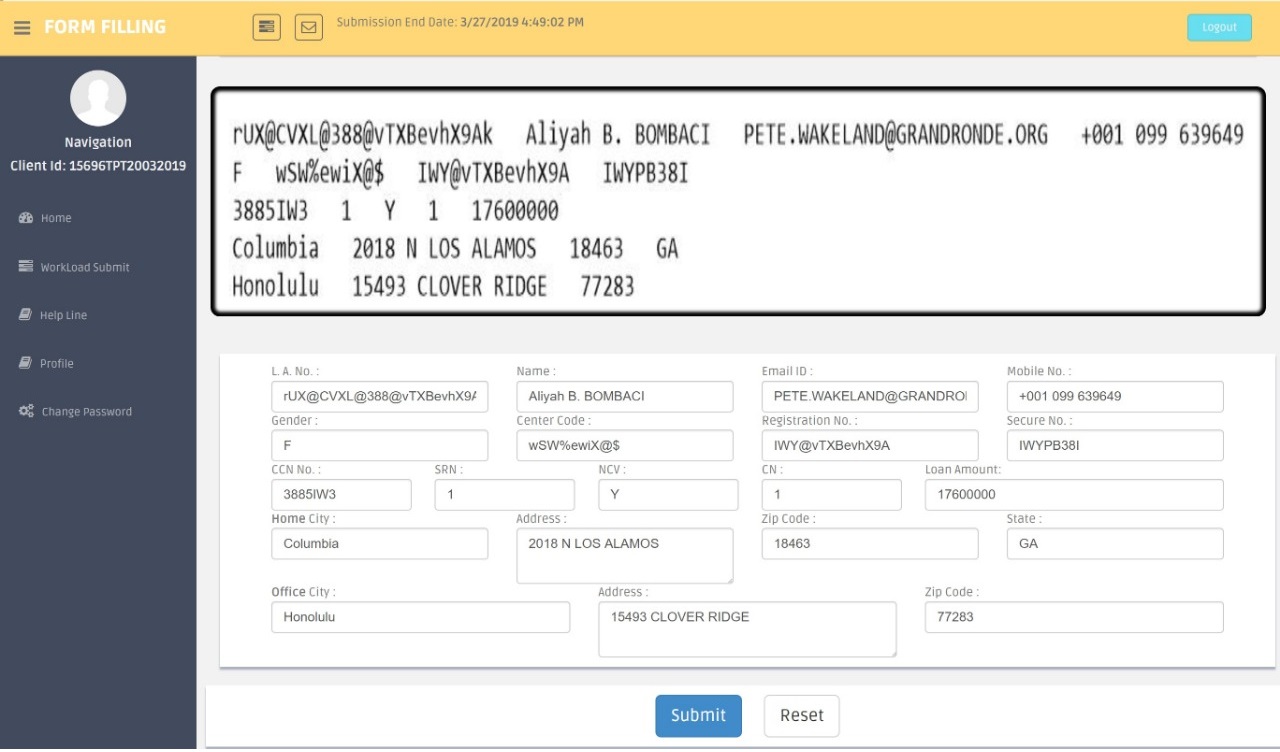 FORM FILLING
Submission End Date: 3/27/2019 4:49:02 PM
Logout
Navigation
Client Id: 15696TPT20032019
Home
WorkLoad Submit
Help Line
Profile
Change Password
rUX@CVXL@388@vTXBevhX9Ak Aliyah B. BOMBACI PETE.WAKELAND@GRANDRONDE.ORG +001 099 639649
F wSW%ewiX@$ IWY@vTXBevhX9A IWYPB38I
3885IW3 1 Y 1 17600000
Columbia 2018 N LOS ALAMOS 18463 GA
Honolulu 15493 CLOVER RIDGE 77283
L. A. No. : Name : Email ID : Mobile No. :
rUX@CVXL@388@vTXBevhX9A Aliyah B. BOMBACI PETE.WAKELAND@GRANDRO +001 099 639649
Gender : Center Code : Registration No. : Secure No. :
F wSW%ewiX@$ IWY@vTXBevhX9A IWYPB38I
CCN No. : SRN : NCV : CN : Loan Amount:
3885IW3 1 Y 1 17600000
Home City : Address : Zip Code : State :
Columbia 2018 N LOS ALAMOS 18463 GA
Office City : Address : Zip Code :
Honolulu 15493 CLOVER RIDGE 77283
Submit Reset